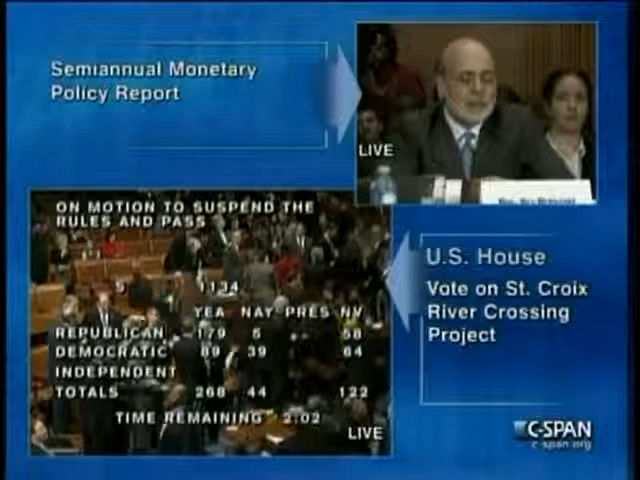 Semiannual Monetary
Policy Report
LIVE
ON MOTION TO SUSPEND THE
RULES AND PASS
S 1134
YEA NAY PRES NV
REPUBLICAN 179 5 58
DEMOCRATIC 89 39 64
INDEPENDENT
TOTALS 268 44 122
TIME REMAINING 2:02
LIVE
U.S. House
Vote on St. Croix
River Crossing
Project
C-SPAN
c-span.org